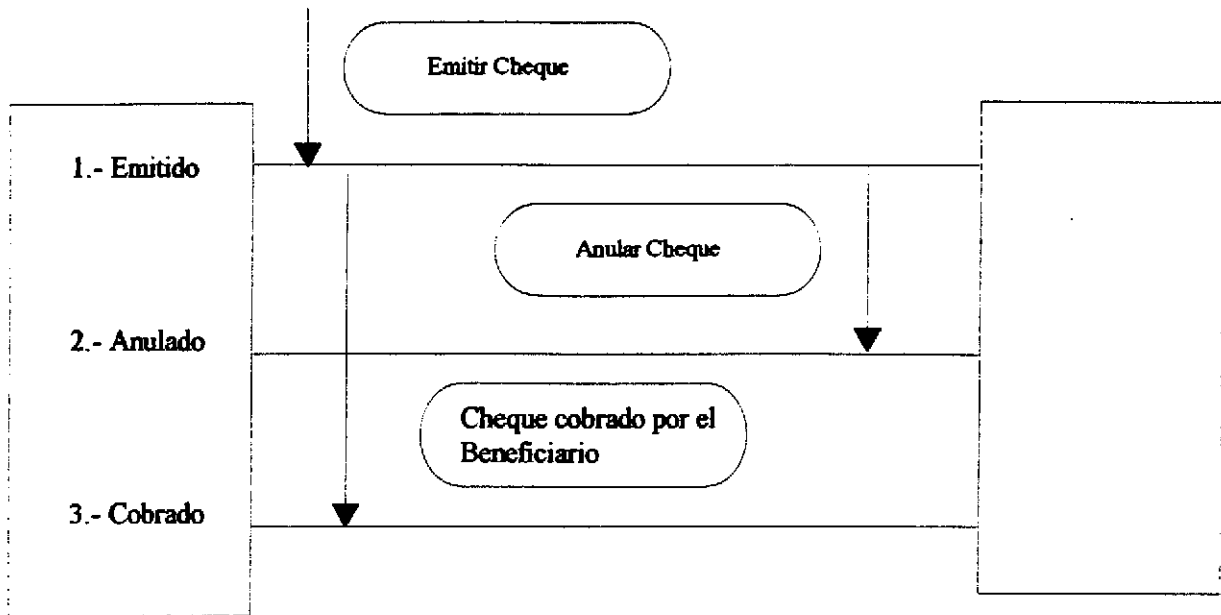 Emitir Cheque
1.- Emitido
Anular Cheque
2.- Anulado
Cheque cobrado por el
Beneficiario
3.- Cobrado